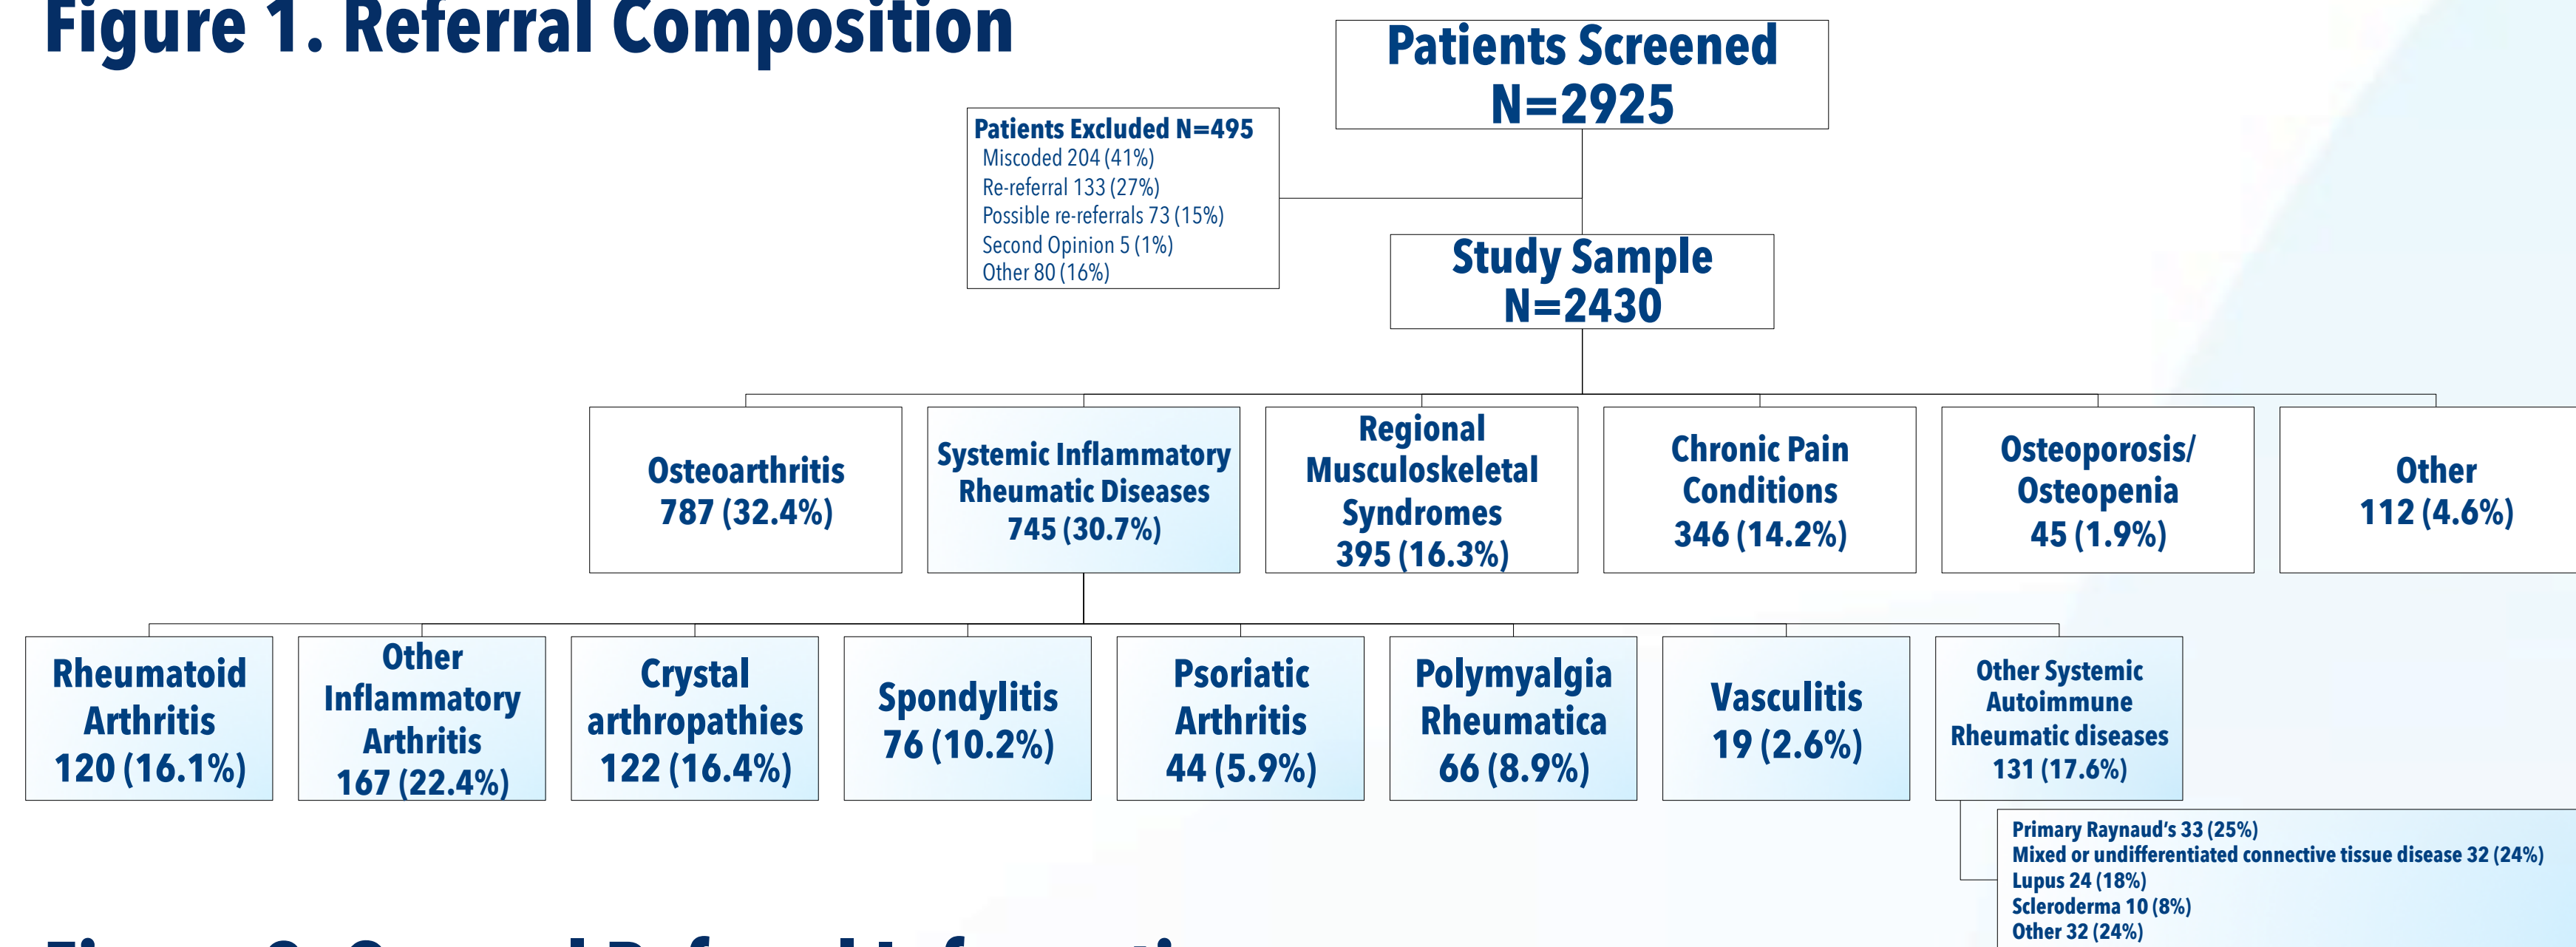 Figure 1. Referral Composition
Patients Screened
N=2925
Patients Excluded N=495
Miscoded 204 (41%)
Re-referral 133 (27%)
Possible re-referrals 73 (15%)
Second Opinion 5 (1%)
Other 80 (16%)
Study Sample
N=2430
Osteoarthritis
787 (32.4%)
Systemic Inflammatory
Rheumatic Diseases
745 (30.7%)
Regional
Musculoskeletal
Syndromes
395 (16.3%)
Chronic Pain
Conditions
346 (14.2%)
Osteoporosis/
Osteopenia
45 (1.9%)
Other
112 (4.6%)
Rheumatoid
Arthritis
120 (16.1%)
Other
Inflammatory
Arthritis
167 (22.4%)
Crystal
arthropathies
122 (16.4%)
Spondylitis
76 (10.2%)
Psoriatic
Arthritis
44 (5.9%)
Polymyalgia
Rheumatica
66 (8.9%)
Vasculitis
19 (2.6%)
Other Systemic
Autoimmune
Rheumatic diseases
131 (17.6%)
Primary Raynaud's 33 (25%)
Mixed or undifferentiated connective tissue disease 32 (24%)
Lupus 24 (18%)
Scleroderma 10 (8%)
Other 32 (24%)